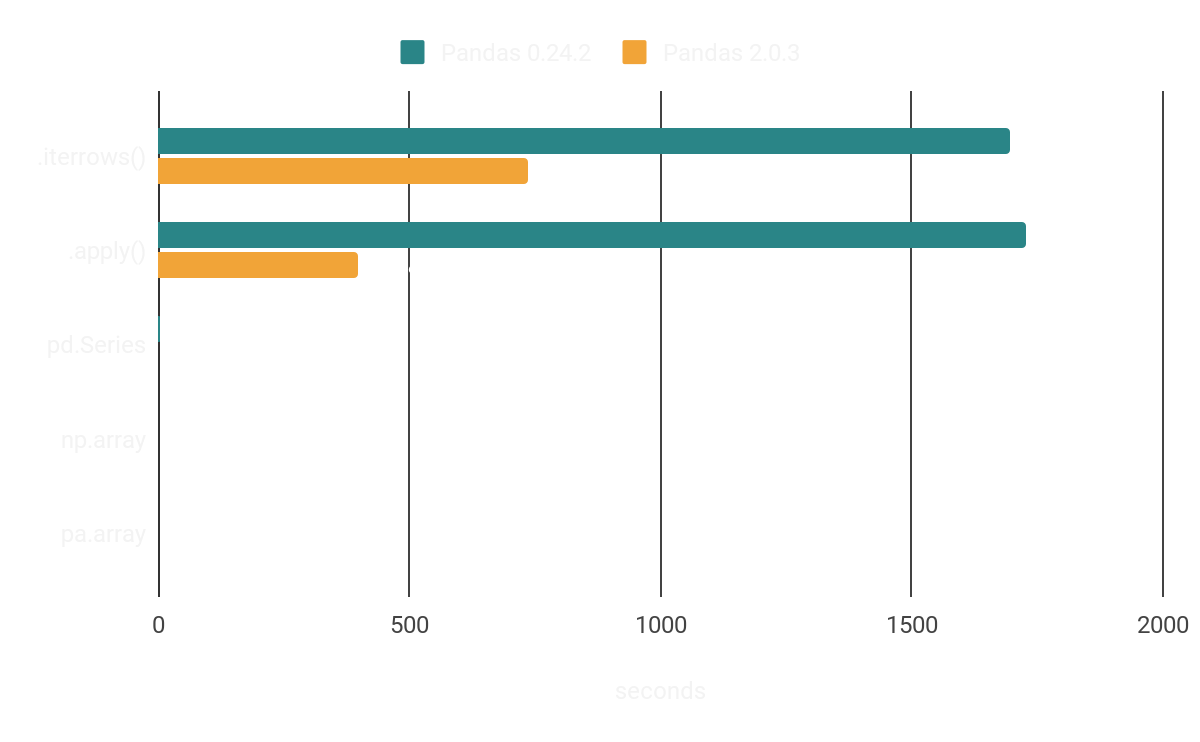 Pandas 0.24.2 Pandas 2.0.3
.iterrows()
.apply()
pd.Series
np.array
pa.array
0 500 1000 1500 2000
seconds